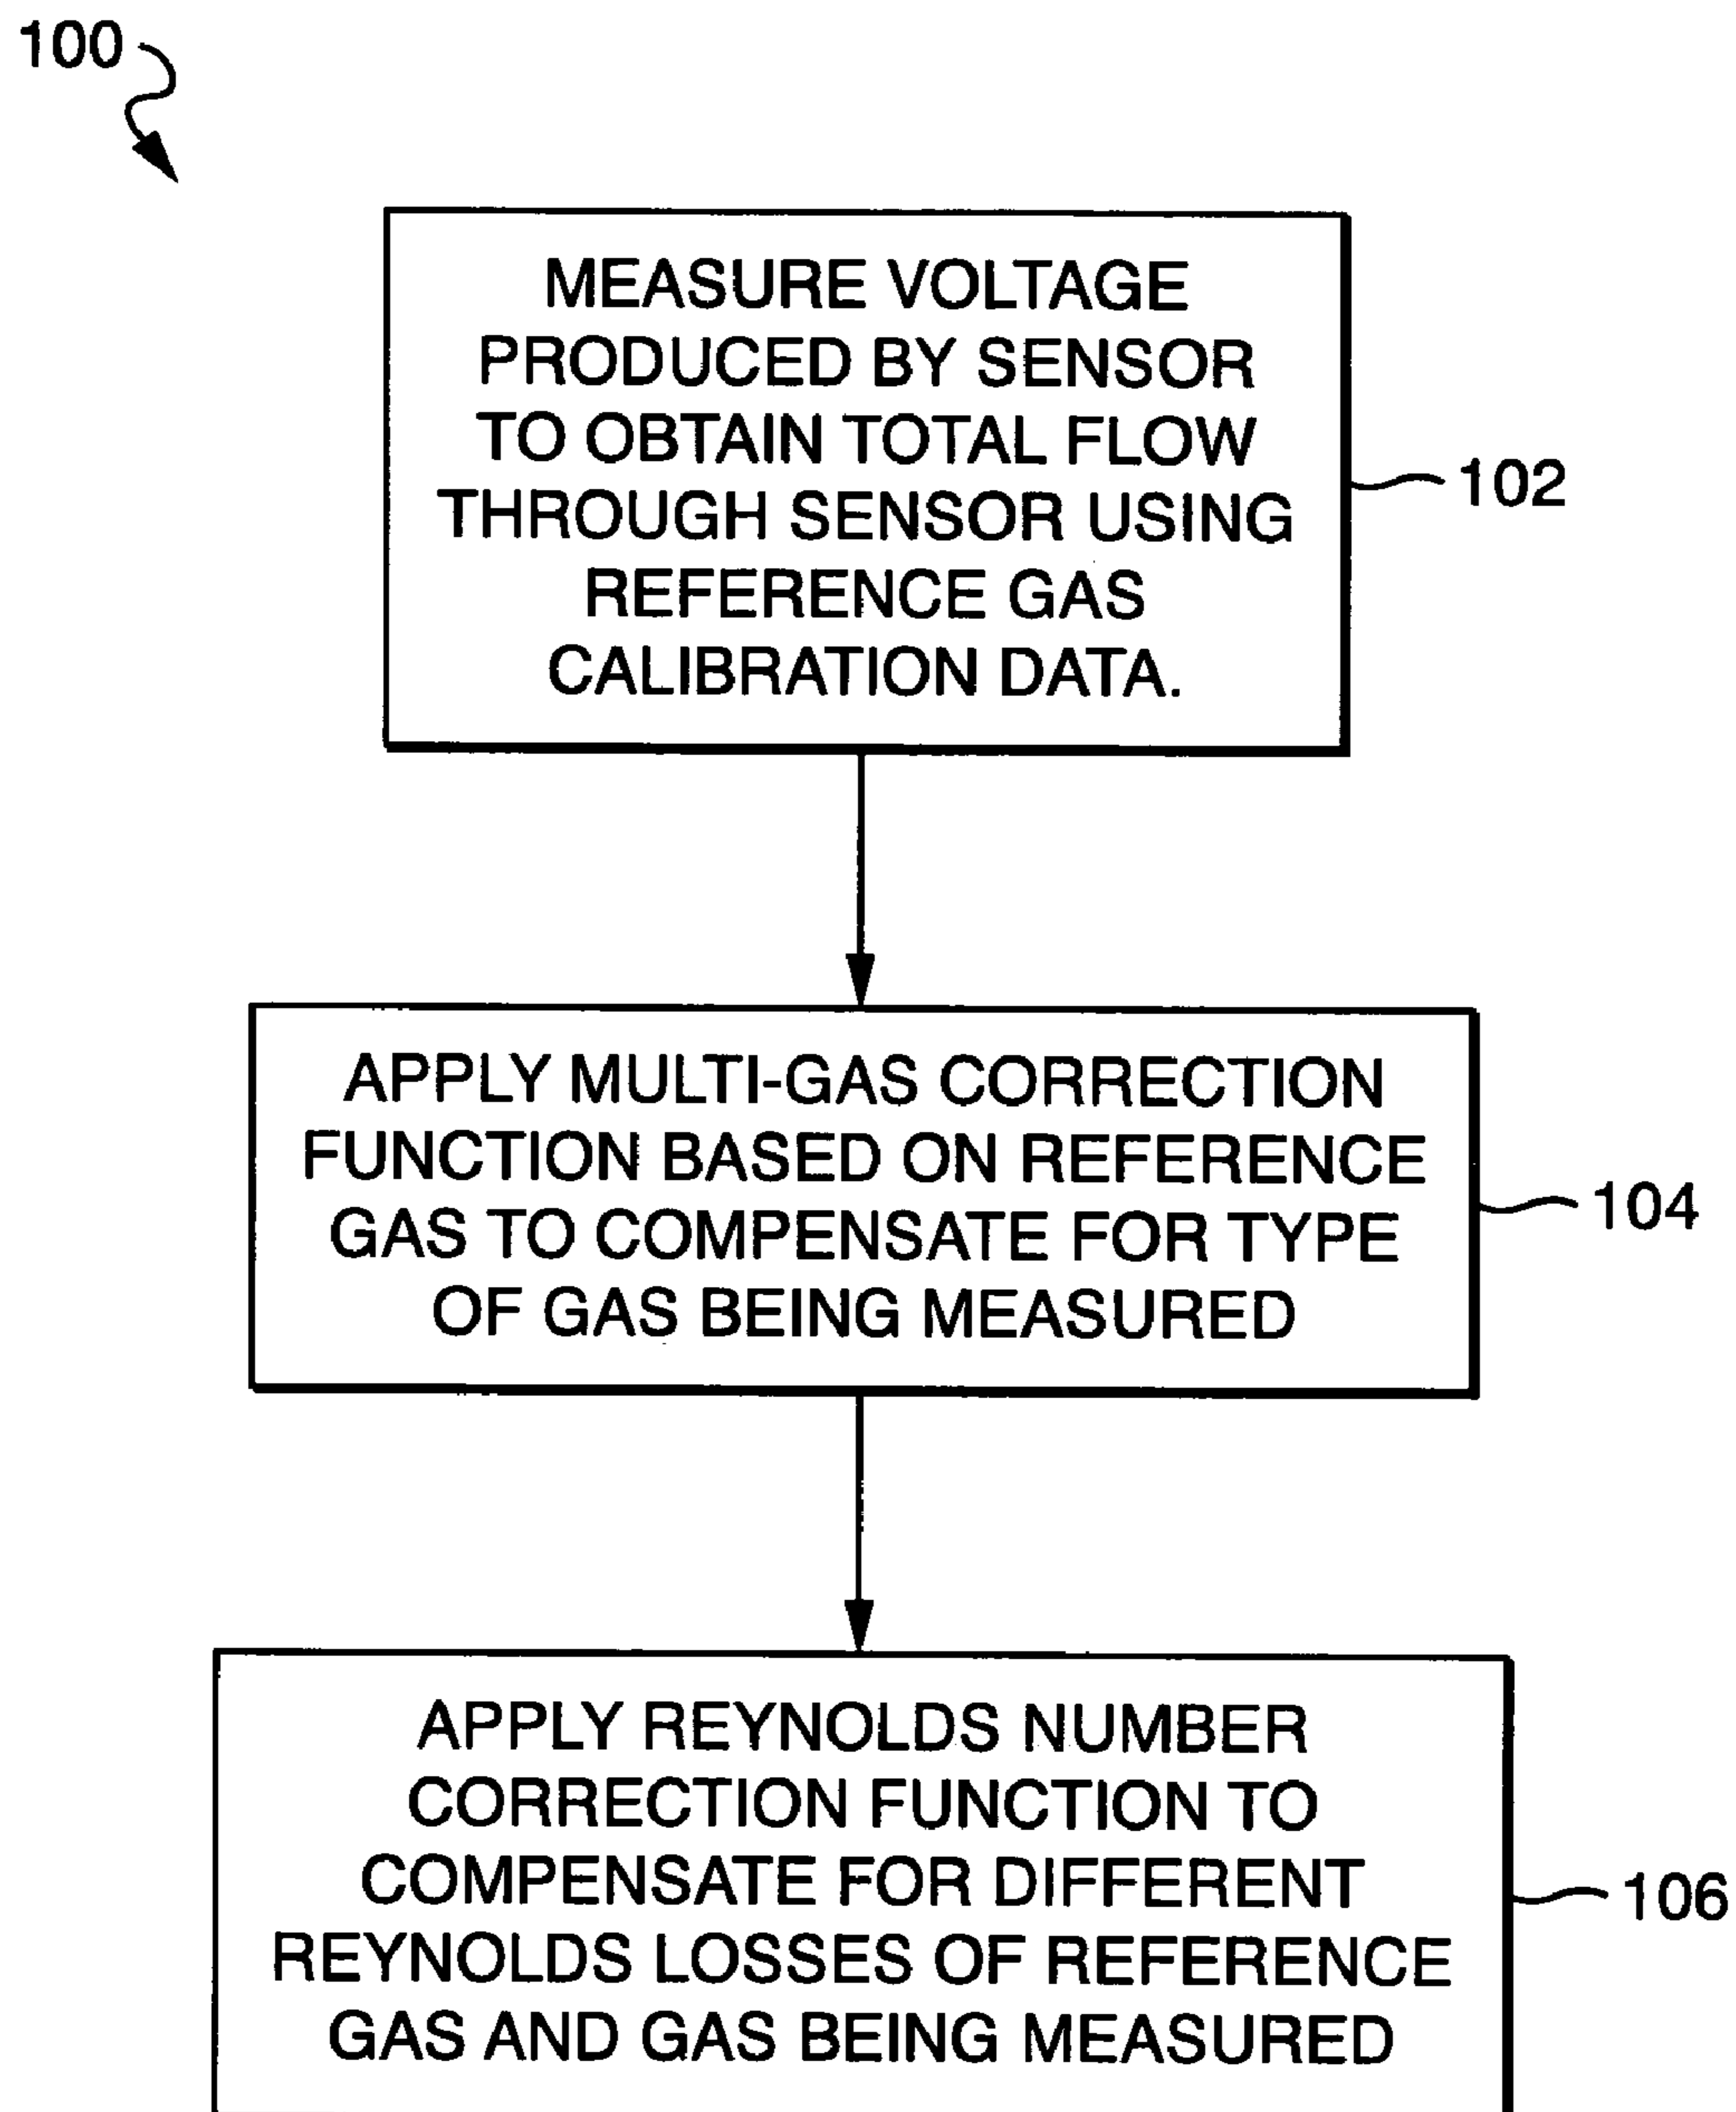 100
MEASURE VOLTAGE
PRODUCED BY SENSOR
TO OBTAIN TOTAL FLOW
THROUGH SENSOR USING
REFERENCE GAS
CALIBRATION DATA.
102
APPLY MULTI-GAS CORRECTION
FUNCTION BASED ON REFERENCE
GAS TO COMPENSATE FOR TYPE
OF GAS BEING MEASURED
104
APPLY REYNOLDS NUMBER
CORRECTION FUNCTION TO
COMPENSATE FOR DIFFERENT
REYNOLDS LOSSES OF REFERENCE
GAS AND GAS BEING MEASURED
106